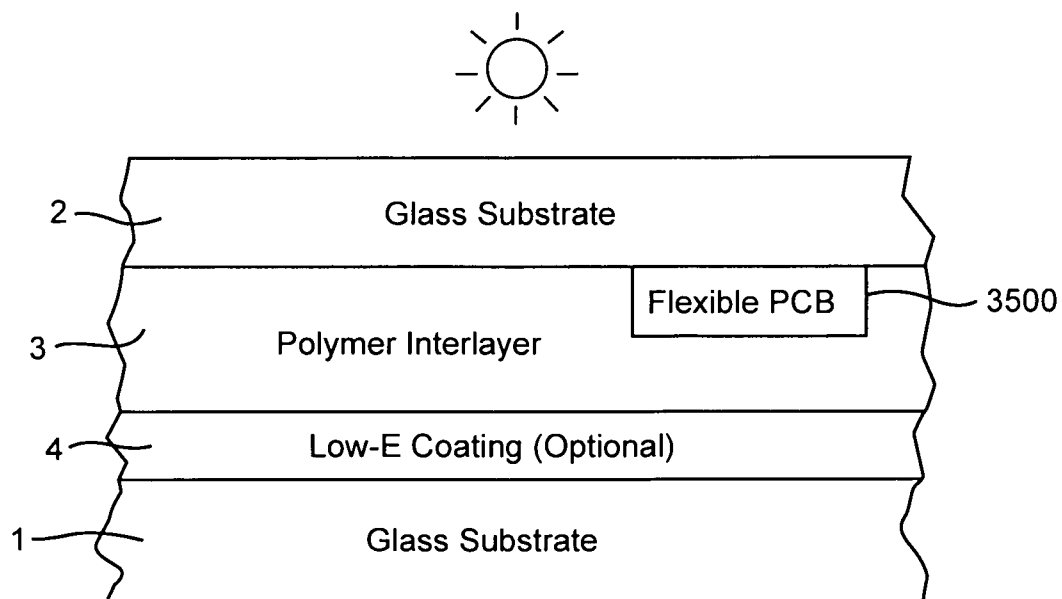 2
Glass Substrate
Flexible PCB
3500
3
Polymer Interlayer
4
Low-E Coating (Optional)
1
Glass Substrate